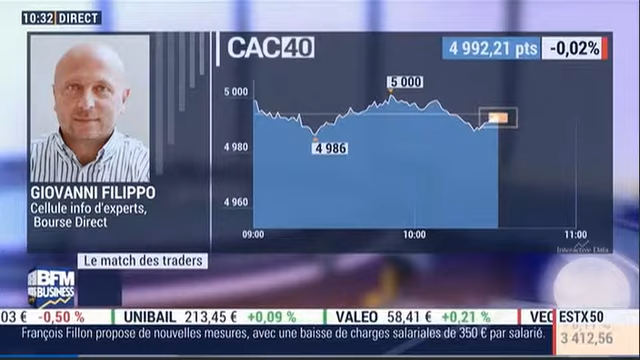 10:32 DIRECT
CAC40
4 992,21 pts
-0,02%
5 000
5 000
4 986
4 980
4 960
09:00
10:00
11:00
Interactive Data
GIOVANNI FILIPPO
Cellule info d'experts,
Bourse Direct
Le match des traders
BFM
BUSINESS
03 € -0,50 % UNIBAIL 213,45 € +0,09 % VALEO 58,41 € +0,21 %
ESTX50
3 412,56
François Fillon propose de nouvelles mesures, avec une baisse de charges salariales de 350 € par salarié.